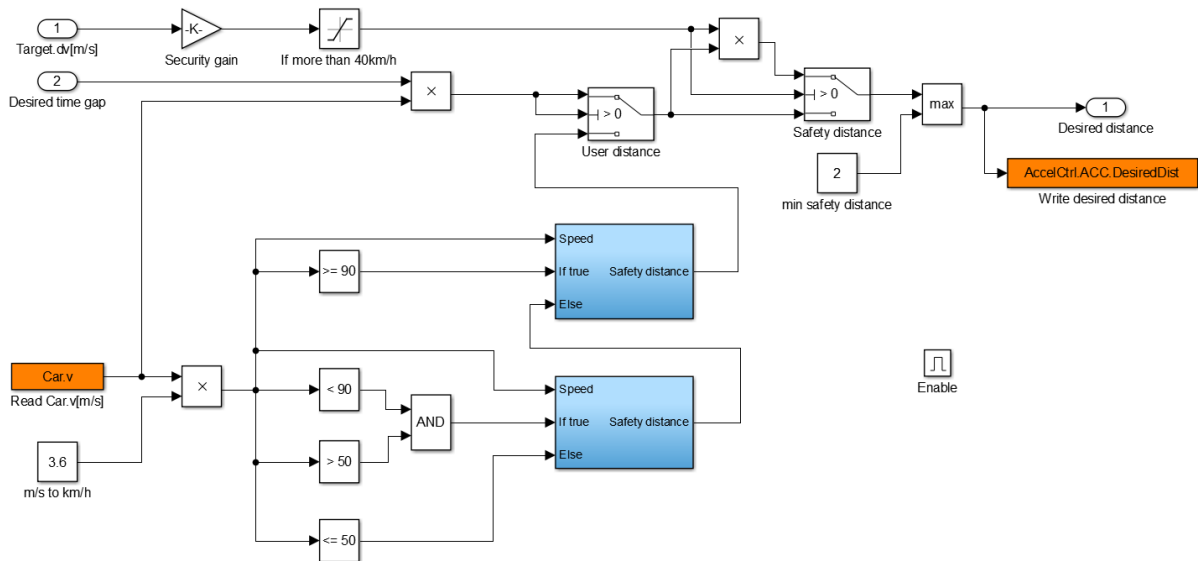 1
Target.dv[m/s]
-K-
Security gain
If more than 40km/h
×
2
Desired time gap
×
> 0
User distance
> 0
Safety distance
max
1
Desired distance
2
min safety distance
AccelCtrl.ACC.DesiredDist
Write desired distance
Speed
If true
Else
Safety distance
>= 90
Car.v
Read Car.v[m/s]
×
3.6
m/s to km/h
< 90
> 50
AND
<= 50
Speed
If true
Else
Safety distance
Enable